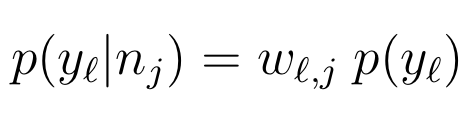 p(y_ℓ|n_j) = w_{ℓ,j} p(y_ℓ)